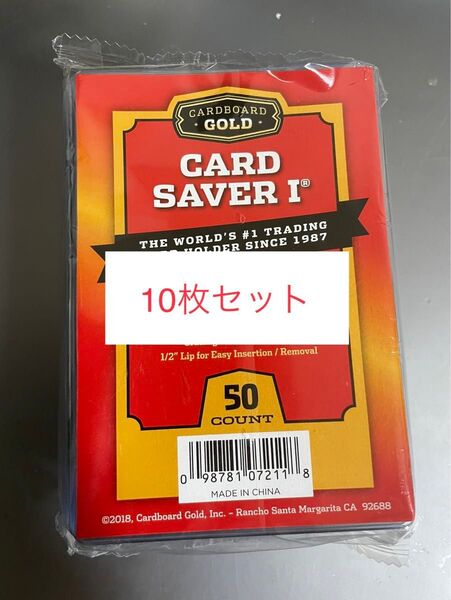 CARDBOARD
GOLD
CARD
SAVER I®
THE WORLD'S #1 TRADING
HOLDER SINCE 1987
10枚セット
1/2" Lip for Easy Insertion / Removal
50
COUNT
0 98781 07211 8
MADE IN CHINA
©2018, Cardboard Gold, Inc. – Rancho Santa Margarita CA 92688